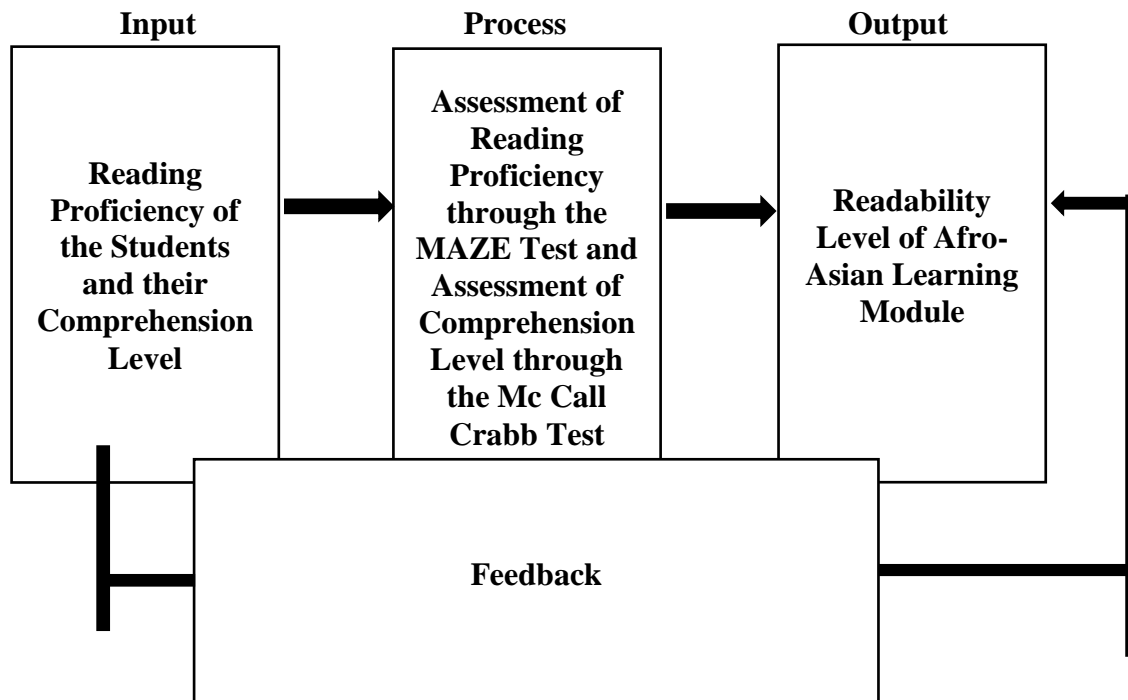 Input
Process
Output
Reading
Proficiency of
the Students
and their
Comprehension
Level
Assessment of
Reading
Proficiency
through the
MAZE Test and
Assessment of
Comprehension
Level through
the Mc Call
Crabb Test
Readability
Level of Afro-
Asian Learning
Module
Feedback